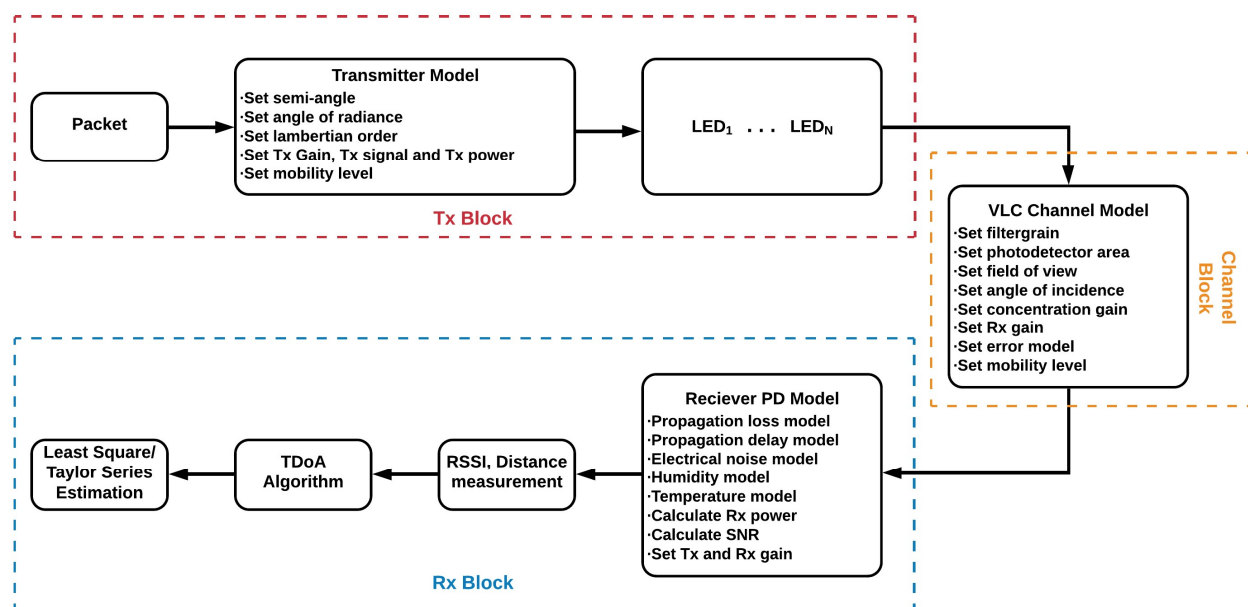 Packet
Transmitter Model
·Set semi-angle
·Set angle of radiance
·Set lambertian order
·Set Tx Gain, Tx signal and Tx power
·Set mobility level
LED₁ . . . LEDN
Tx Block
VLC Channel Model
·Set filtergrain
·Set photodetector area
·Set field of view
·Set angle of incidence
·Set concentration gain
·Set Rx gain
·Set error model
·Set mobility level
Channel
Block
Reciever PD Model
·Propagation loss model
·Propagation delay model
·Electrical noise model
·Humidity model
·Temperature model
·Calculate Rx power
·Calculate SNR
·Set Tx and Rx gain
RSSI, Distance
measurement
TDoA
Algorithm
Least Square/
Taylor Series
Estimation
Rx Block